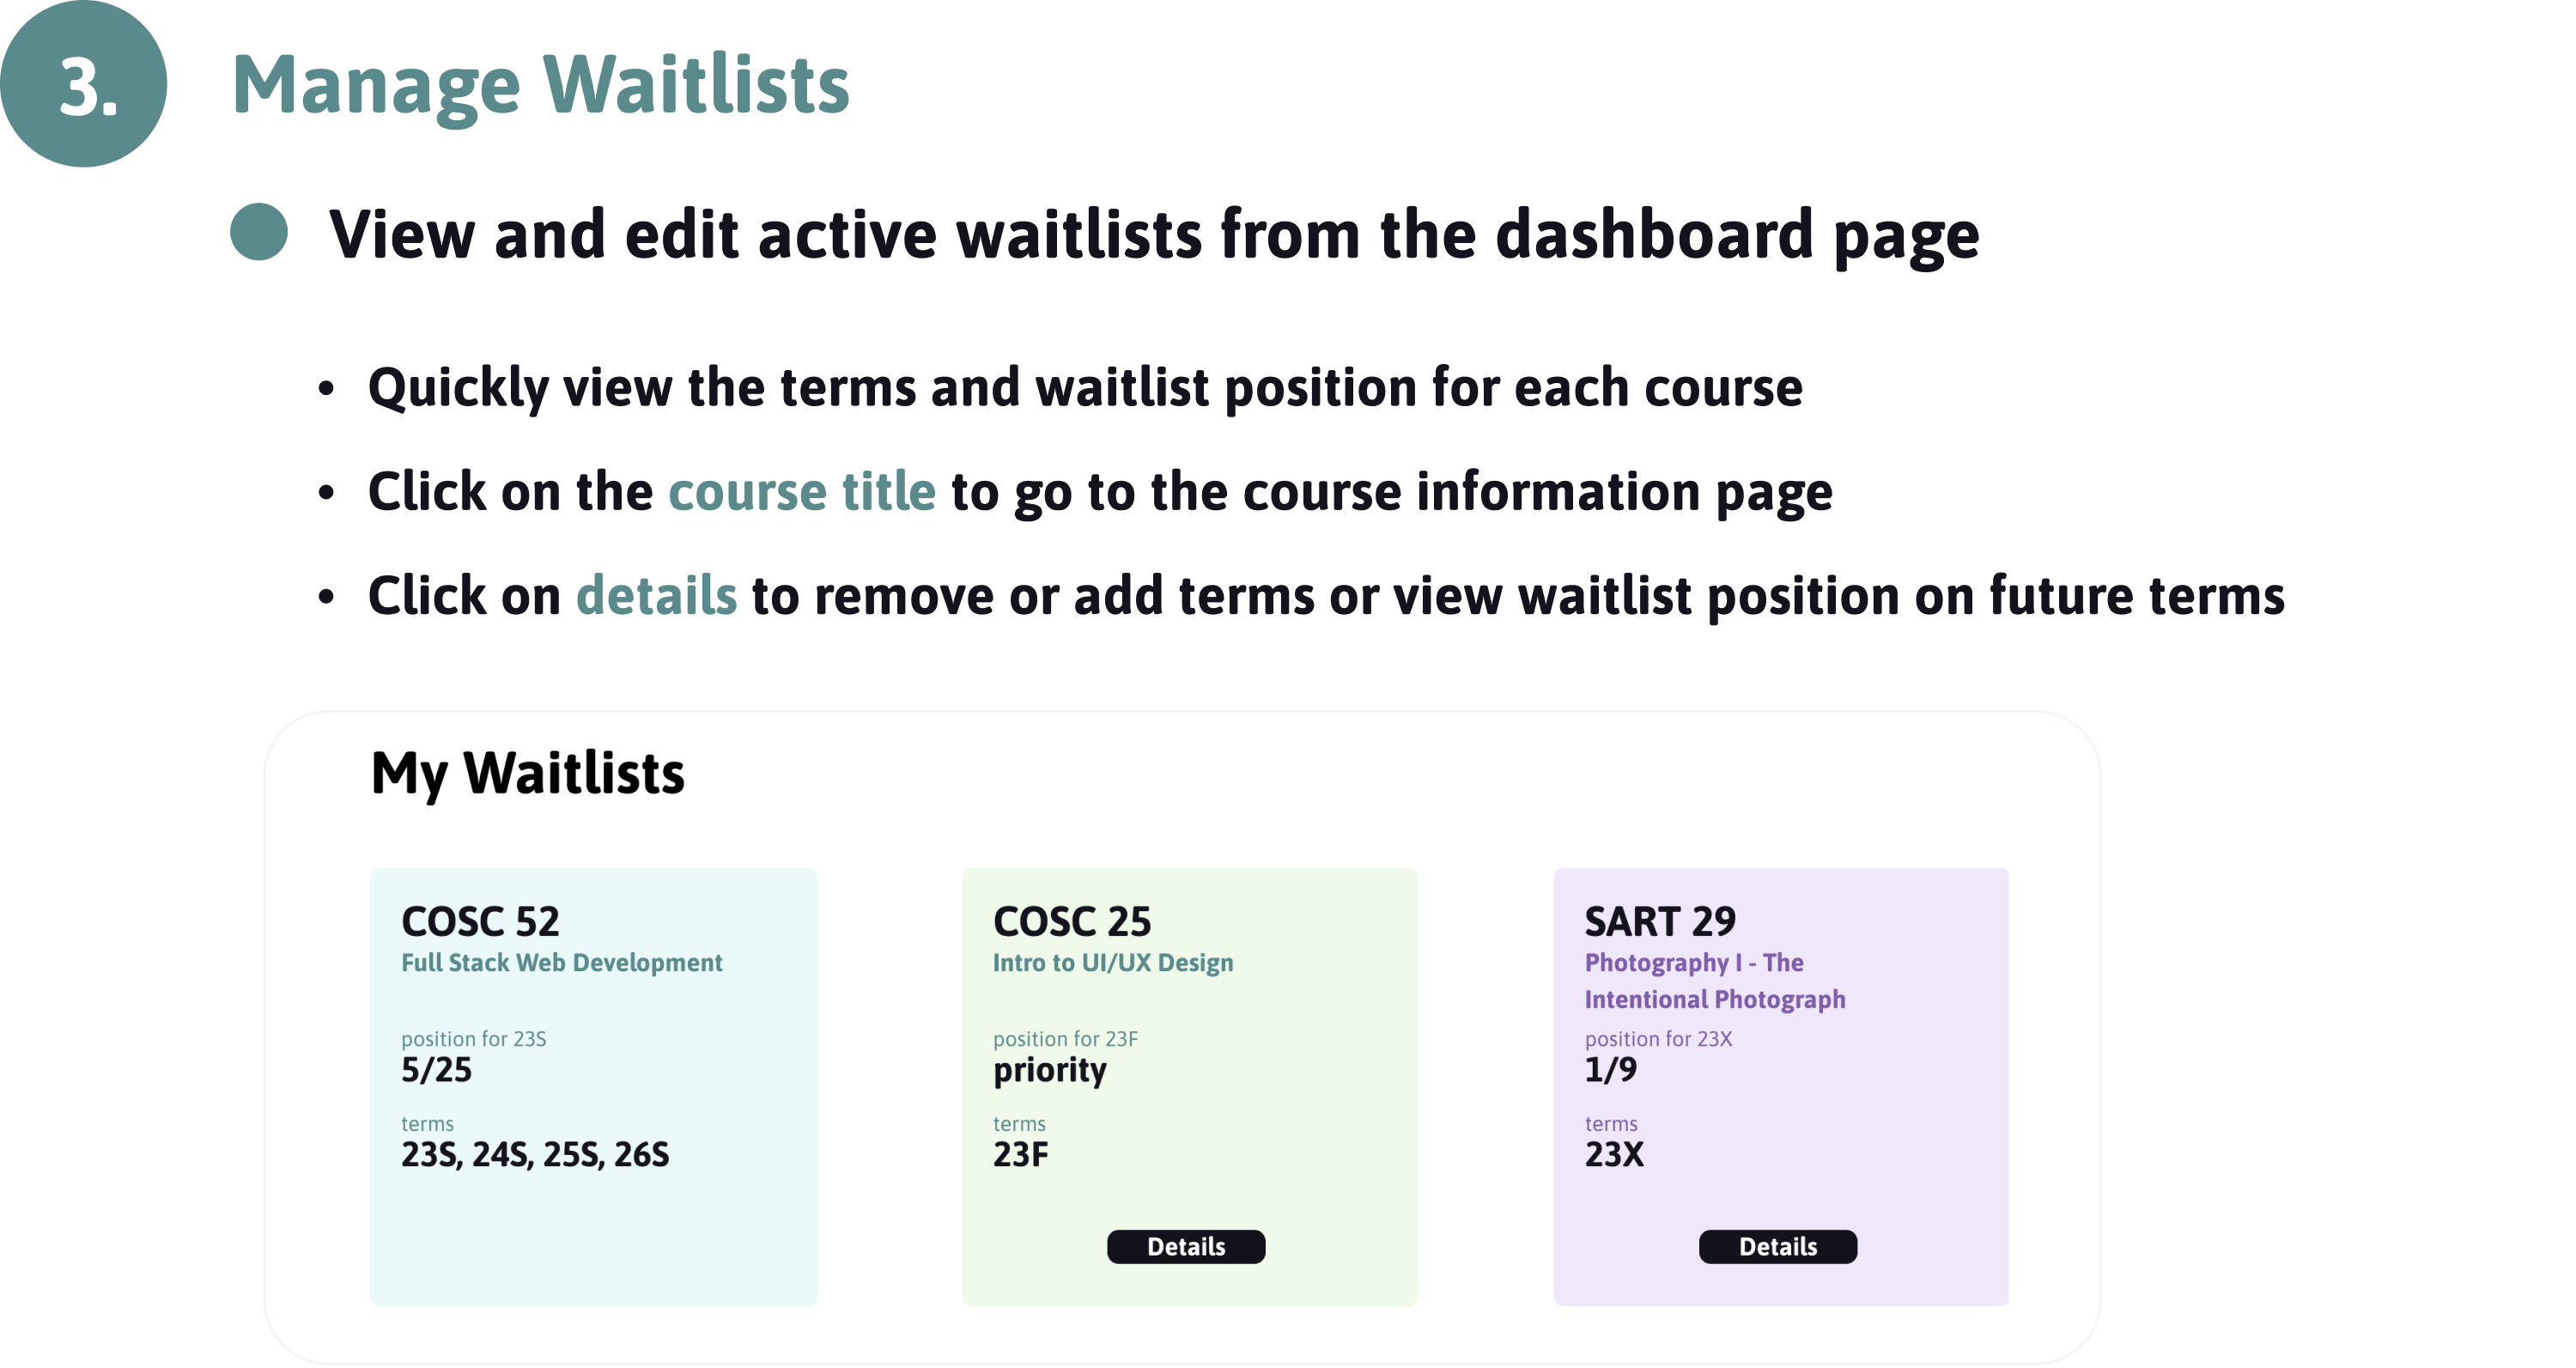 3. Manage Waitlists
View and edit active waitlists from the dashboard page
• Quickly view the terms and waitlist position for each course
• Click on the course title to go to the course information page
• Click on details to remove or add terms or view waitlist position on future terms
My Waitlists
COSC 52
Full Stack Web Development
position for 23S
5/25
terms
23S, 24S, 25S, 26S
COSC 25
Intro to UI/UX Design
position for 23F
priority
terms
23F
Details
SART 29
Photography I - The
Intentional Photograph
position for 23X
1/9
terms
23X
Details